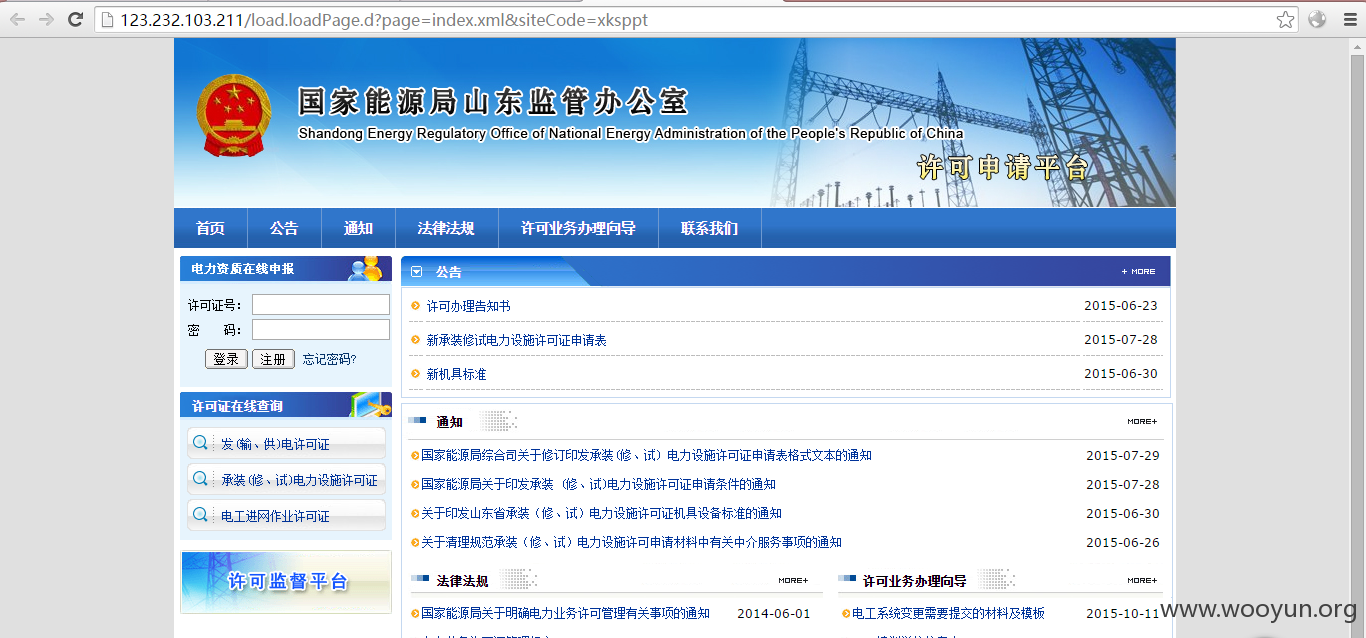 123.232.103.211/load.loadPage.d?page=index.xml&siteCode=xksppt
国家能源局山东监管办公室
Shandong Energy Regulatory Office of National Energy Administration of the People's Republic of China
许可申请平台
首页 公告 通知 法律法规 许可业务办理向导 联系我们
电力资质在线申报
许可证号：
密 码：
登录 注册 忘记密码?
许可证在线查询
发(输、供)电许可证
承装(修、试)电力设施许可证
电工进网作业许可证
许可监督平台
公告 + MORE
许可办理告知书 2015-06-23
新承装修试电力设施许可证申请表 2015-07-28
新机具标准 2015-06-30
通知 MORE+
国家能源局综合司关于修订印发承装(修、试）电力设施许可证申请表格式文本的通知 2015-07-29
国家能源局关于印发承装（修、试)电力设施许可证申请条件的通知 2015-07-28
关于印发山东省承装（修、试）电力设施许可证机具设备标准的通知 2015-06-30
关于清理规范承装（修、试）电力设施许可申请材料中有关中介服务事项的通知 2015-06-26
法律法规 MORE+
国家能源局关于明确电力业务许可管理有关事项的通知 2014-06-01
许可业务办理向导 MORE+
电工系统变更需要提交的材料及模板 2015-10-11
www.wooyun.org